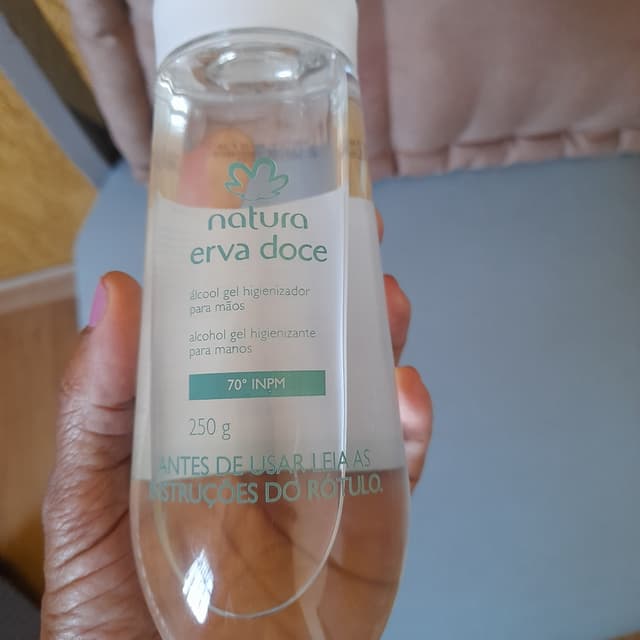 natura
erva doce
álcool gel higienizador
para mãos
alcohol gel higienizante
para manos
70° INPM
250 g
ANTES DE USAR LEIA AS
INSTRUÇÕES DO RÓTULO.